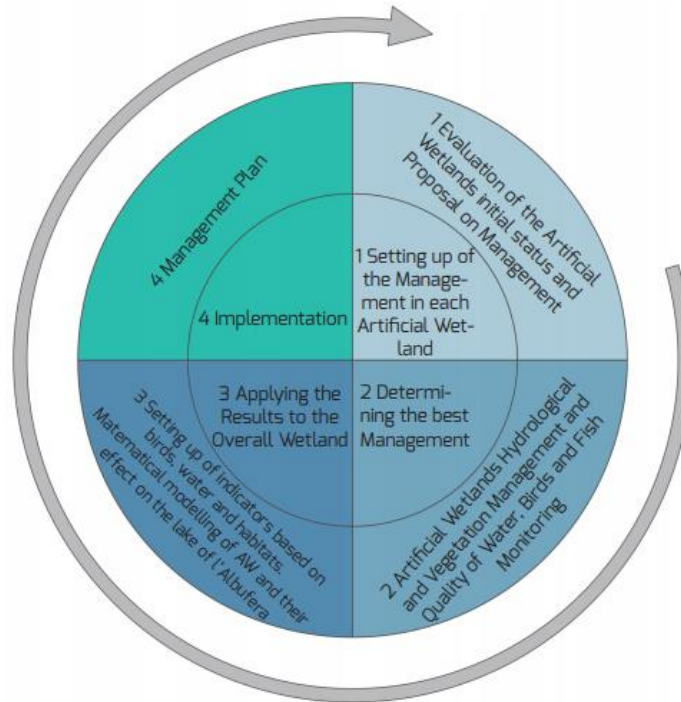 1 Evaluation of the Artificial
Wetlands initial status and
Proposal on Management
1 Setting up of
the Manage-
ment in each
Artificial Wet-
land
2 Determi-
ning the best
Management
2 Artificial Wetlands Hydrological
and Vegetation Management and
Quality of Water, Birds and Fish
Monitoring
3 Applying the
Results to the
Overall Wetland
3 Setting up of indicators based on
birds, water and habitats.
Matematical modelling of AW and their
effect on the lake of l'Albufera
4 Management Plan
4 Implementation